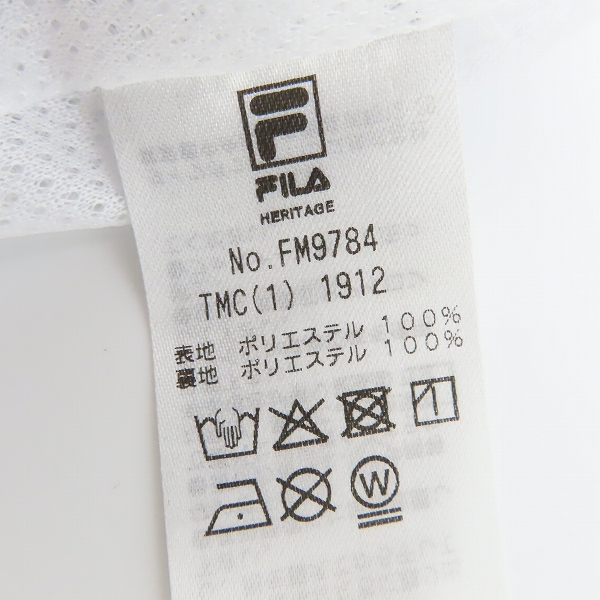 F
FILA
HERITAGE
No.FM9784
TMC(1) 1912
表地 ポリエステル 100%
裏地 ポリエステル 100%
W